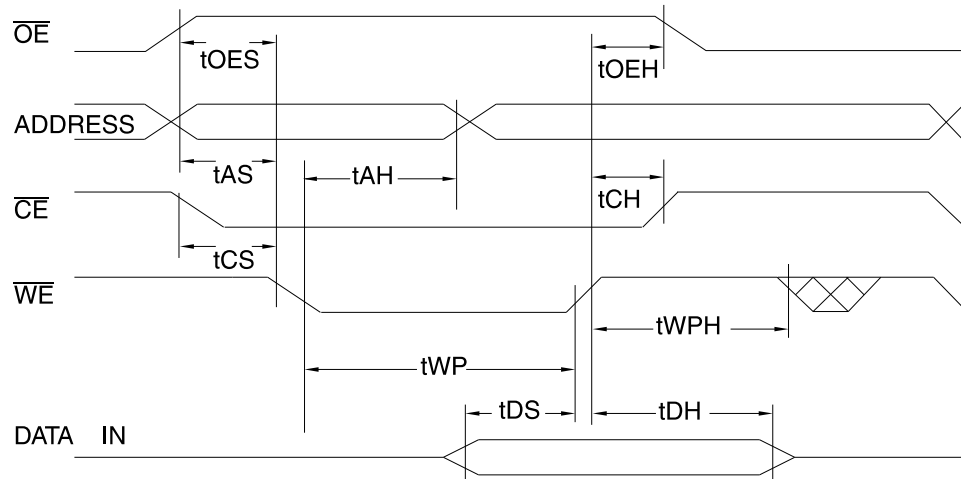 OE
tOES
tOEH
ADDRESS
tAS
tAH
tCH
CE
tCS
WE
tWPH
tWP
tDS
tDH
DATA IN